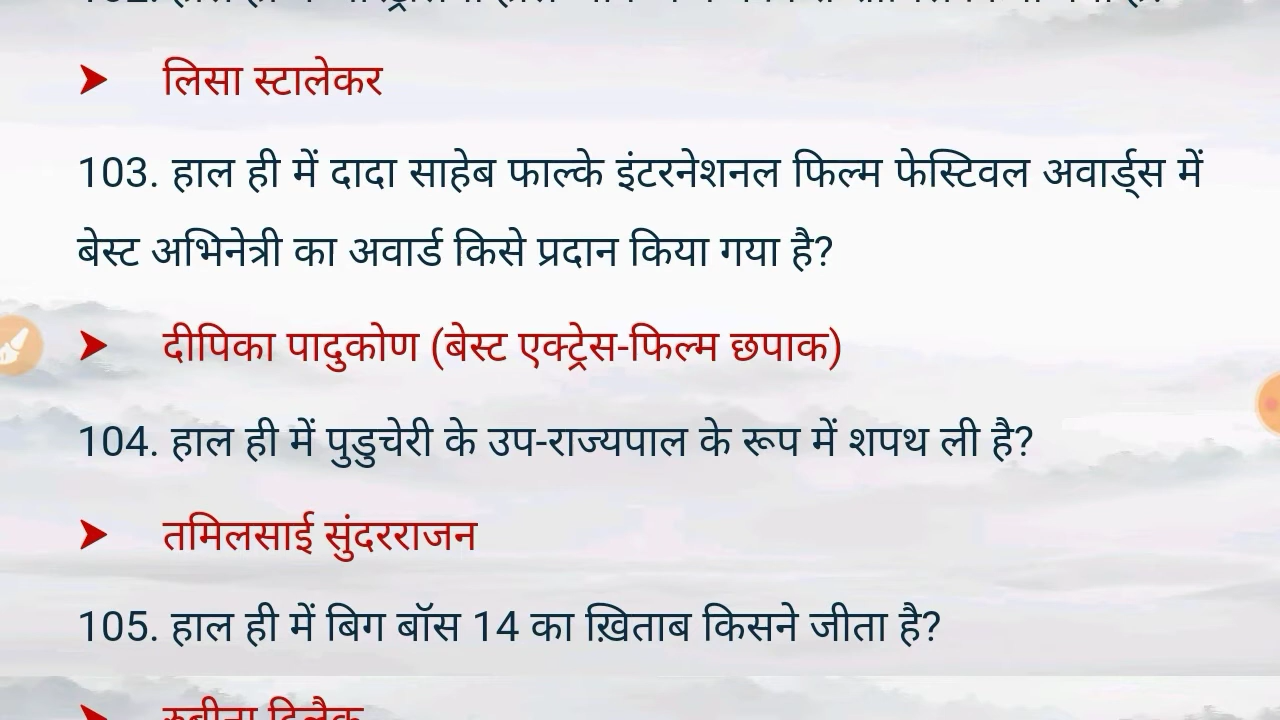 ➤ लिसा स्टालेकर
103. हाल ही में दादा साहेब फाल्के इंटरनेशनल फिल्म फेस्टिवल अवार्ड्स में
बेस्ट अभिनेत्री का अवार्ड किसे प्रदान किया गया है?
➤ दीपिका पादुकोण (बेस्ट एक्ट्रेस-फिल्म छपाक)
104. हाल ही में पुडुचेरी के उप-राज्यपाल के रूप में शपथ ली है?
➤ तमिलसाई सुंदरराजन
105. हाल ही में बिग बॉस 14 का ख़िताब किसने जीता है?